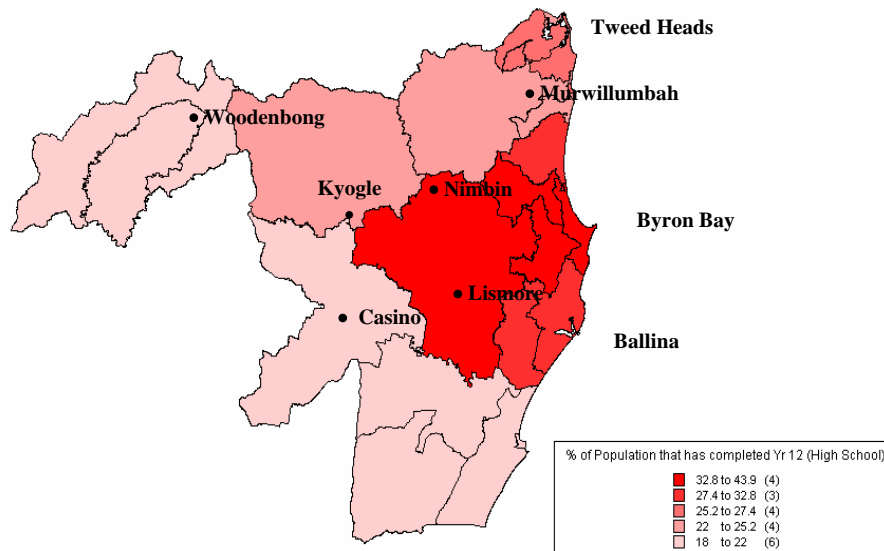 Tweed Heads
Murwillumbah
Woodenbong
Kyogle
Nimbin
Byron Bay
Lismore
Casino
Ballina
% of Population that has completed Yr 12 (High School)
32.8 to 43.9 (4)
27.4 to 32.8 (3)
25.2 to 27.4 (4)
22 to 25.2 (4)
18 to 22 (6)